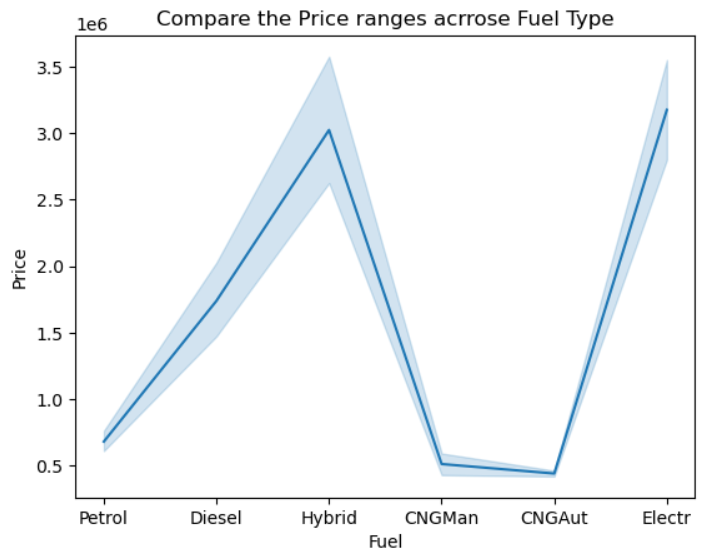 Compare the Price ranges acrrose Fuel Type
1e6
3.5
3.0
2.5
2.0
1.5
1.0
0.5
Price
Petrol Diesel Hybrid CNGMan CNGAut Electr
Fuel